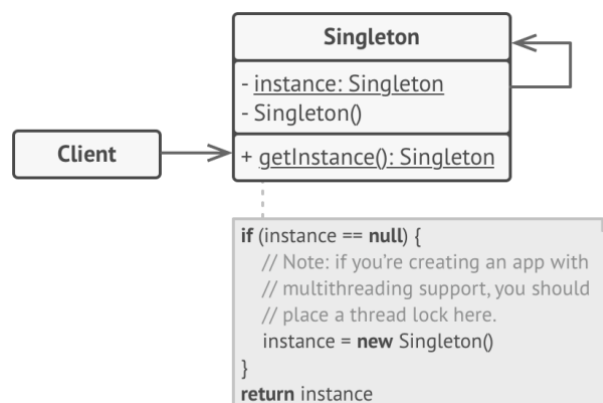 Singleton
- instance: Singleton
- Singleton()
Client
+ getInstance(): Singleton
if (instance == null) {
// Note: if you're creating an app with
// multithreading support, you should
// place a thread lock here.
instance = new Singleton()
}
return instance